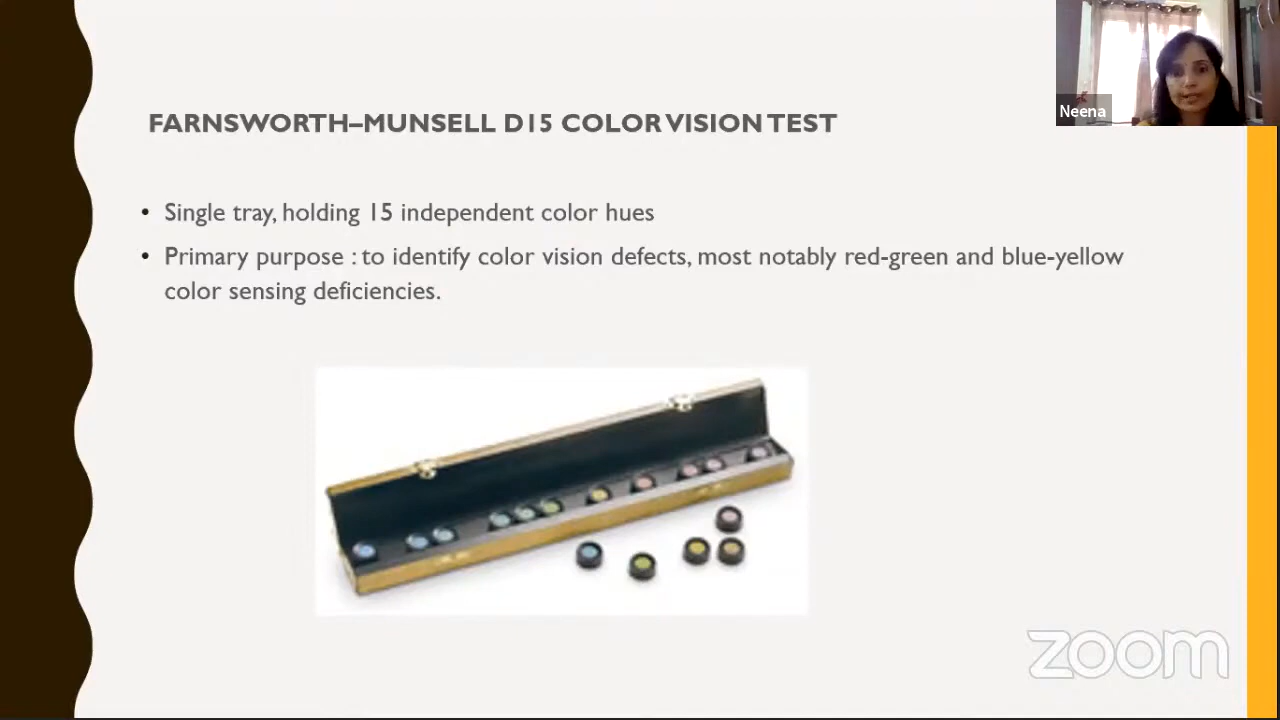 Neena
FARNSWORTH–MUNSELL D15 COLOR VISION TEST
• Single tray, holding 15 independent color hues
• Primary purpose : to identify color vision defects, most notably red-green and blue-yellow
color sensing deficiencies.
zoom